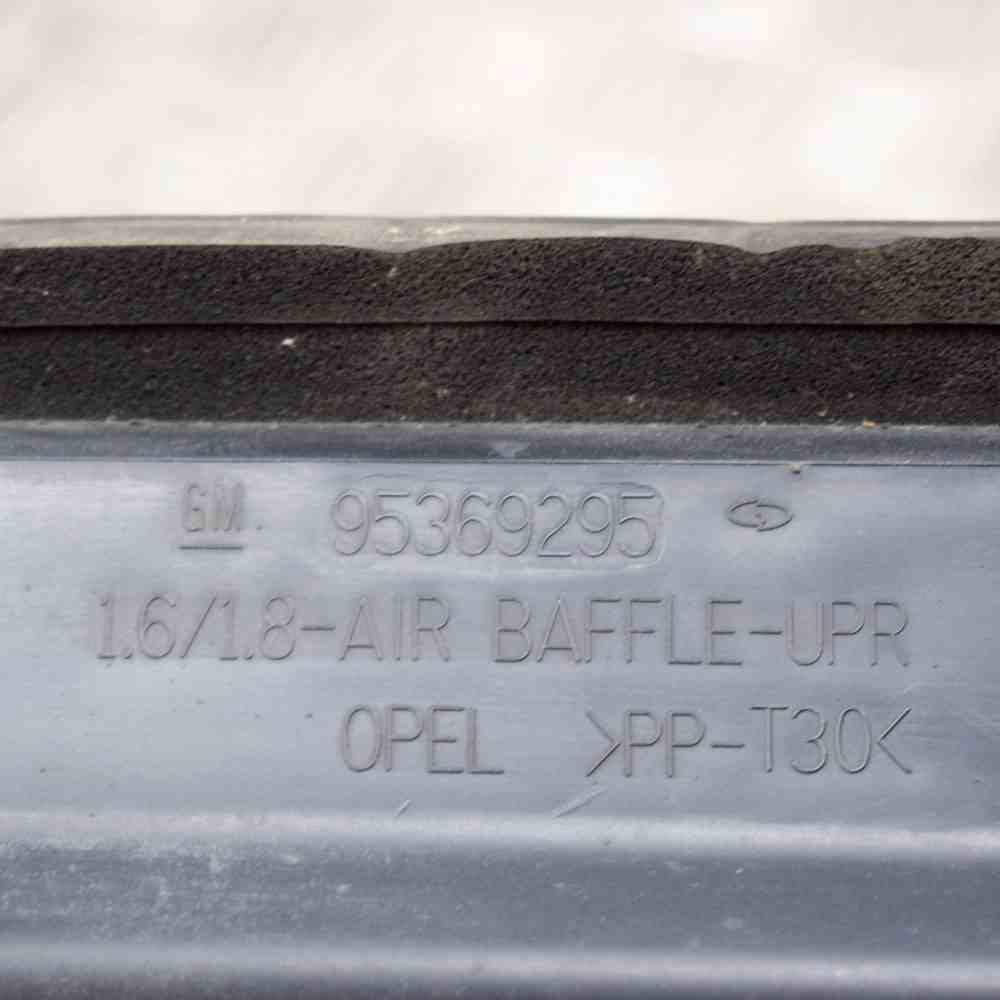 GM 95369295
1.6/1.8-AIR BAFFLE-UPR
OPEL >PP-T30<